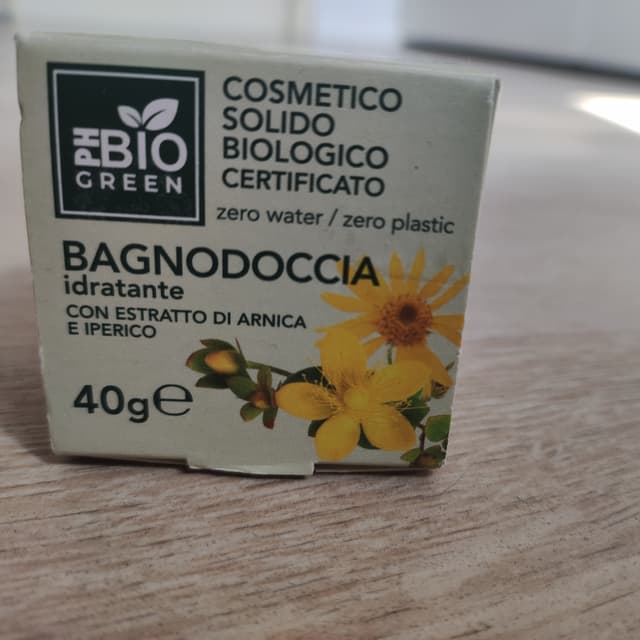 PH BIO
GREEN
COSMETICO
SOLIDO
BIOLOGICO
CERTIFICATO
zero water / zero plastic
BAGNODOCCIA
idratante
CON ESTRATTO DI ARNICA
E IPERICO
40g℮